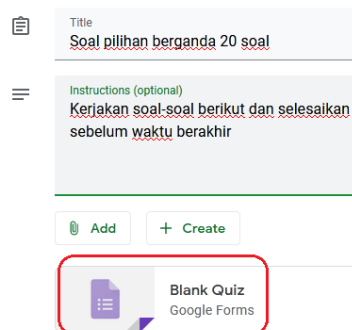 Title
Soal pilihan berganda 20 soal
Instructions (optional)
Kerjakan soal-soal berikut dan selesaikan
sebelum waktu berakhir
Add
Create
Blank Quiz
Google Forms